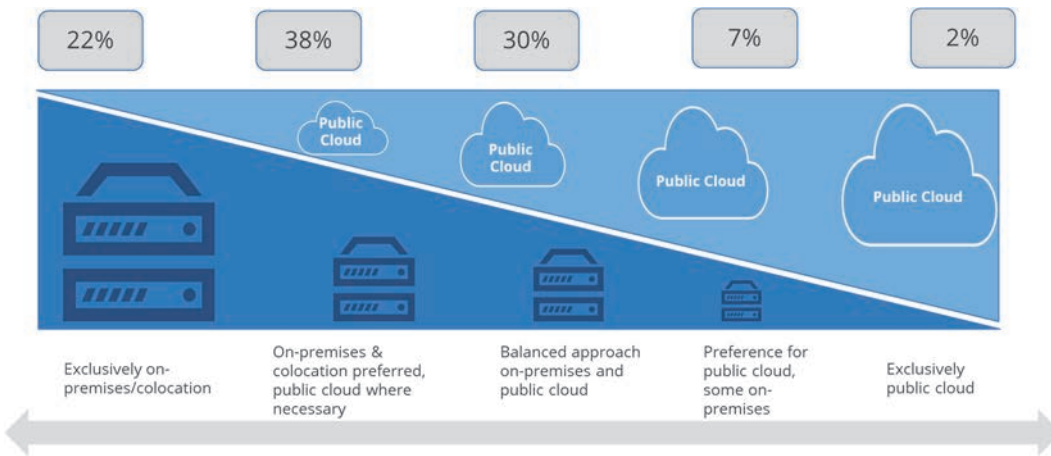 22%
38%
30%
7%
2%
Public
Cloud
Public
Cloud
Public Cloud
Public Cloud
Exclusively on-
premises/colocation
On-premises &
colocation preferred,
public cloud where
necessary
Balanced approach
on-premises and
public cloud
Preference for
public cloud,
some on-
premises
Exclusively
public cloud